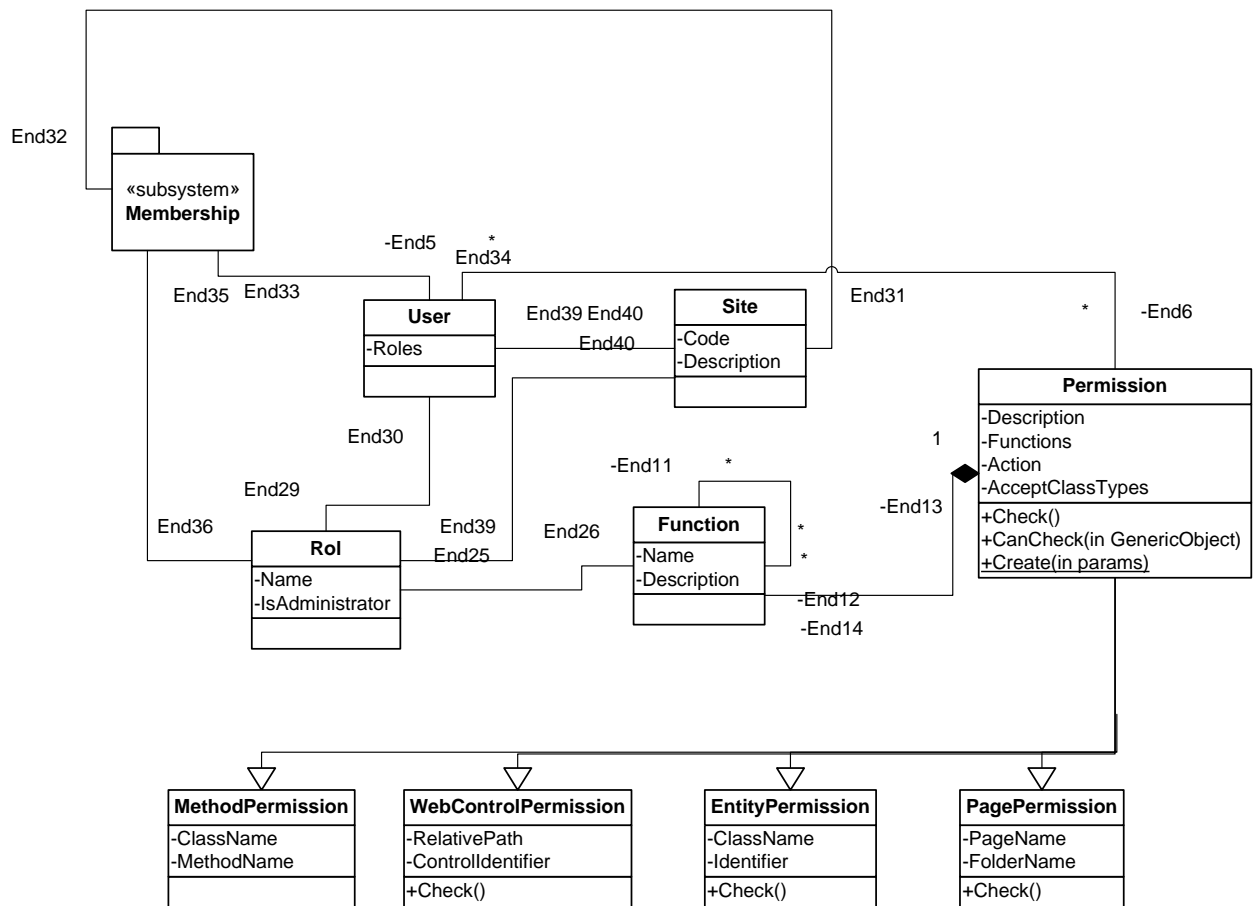 End32
«subsystem»
Membership
-End5
*
End34
End35
End33
End31
*
-End6
User
-Roles
End39
End40
End40
Site
-Code
-Description
Permission
-Description
-Functions
-Action
-AcceptClassTypes
+Check()
+CanCheck(in GenericObject)
+Create(in params)
End30
1
-End11
*
End29
-End13
End36
End39
End25
End26
Rol
-Name
-IsAdministrator
Function
-Name
-Description
*
*
-End12
-End14
MethodPermission
-ClassName
-MethodName
WebControlPermission
-RelativePath
-ControlIdentifier
+Check()
EntityPermission
-ClassName
-Identifier
+Check()
PagePermission
-PageName
-FolderName
+Check()